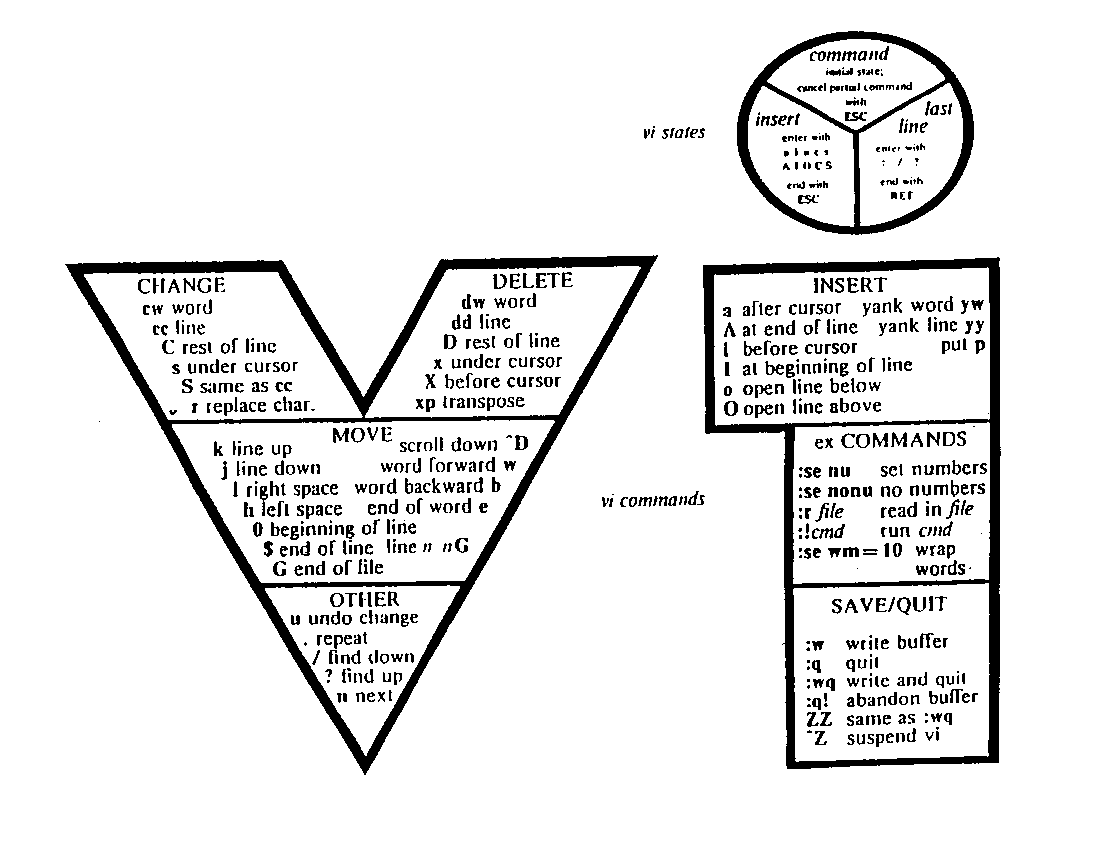 command
initial state;
cancel partial command
with
ESC
insert
enter with
a i o c s
A I O C S
end with
ESC
last
line
enter with
: / ?
end with
RET
vi states
CHANGE
cw word
cc line
C rest of line
s under cursor
S same as cc
r replace char.
DELETE
dw word
dd line
D rest of line
x under cursor
X before cursor
xp transpose
MOVE
k line up scroll down ^D
j line down word forward w
l right space word backward b
h left space end of word e
0 beginning of line
$ end of line line n nG
G end of file
OTHER
u undo change
. repeat
/ find down
? find up
n next
vi commands
INSERT
a after cursor yank word yw
A at end of line yank line yy
i before cursor put p
I at beginning of line
o open line below
O open line above
ex COMMANDS
:se nu set numbers
:se nonu no numbers
:r file read in file
:!cmd run cmd
:se wm=10 wrap
words
SAVE/QUIT
:w write buffer
:q quit
:wq write and quit
:q! abandon buffer
ZZ same as :wq
^Z suspend vi